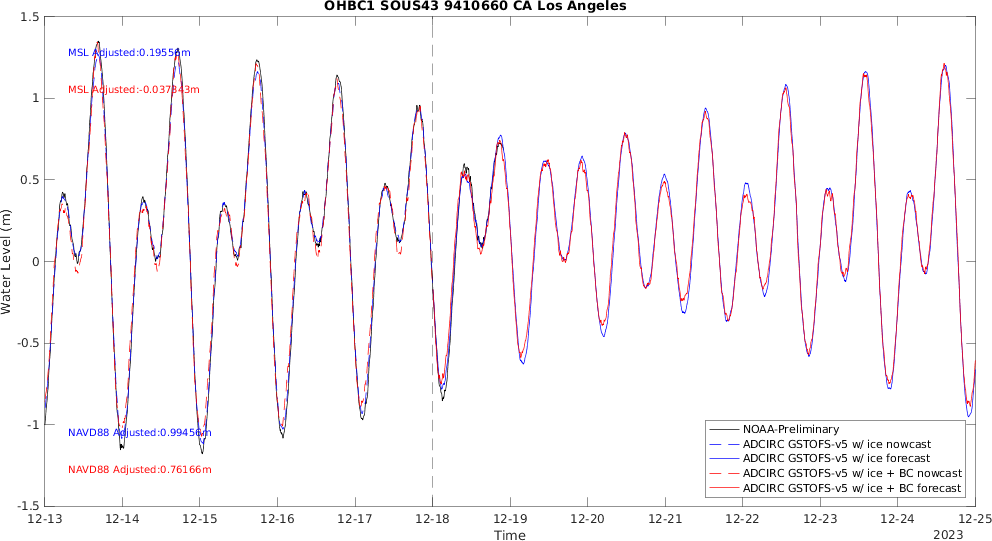 OHBC1 SOUS43 9410660 CA Los Angeles
1.5
1
0.5
0
-0.5
-1
-1.5
Water Level (m)
MSL Adjusted:0.1955m
MSL Adjusted:-0.037343m
NAVD88 Adjusted:0.99456m
NAVD88 Adjusted:0.76166m
NOAA-Preliminary
ADCIRC GSTOFS-v5 w/ ice nowcast
ADCIRC GSTOFS-v5 w/ ice forecast
ADCIRC GSTOFS-v5 w/ ice + BC nowcast
ADCIRC GSTOFS-v5 w/ ice + BC forecast
12-13 12-14 12-15 12-16 12-17 12-18 12-19 12-20 12-21 12-22 12-23 12-24 12-25
Time
2023